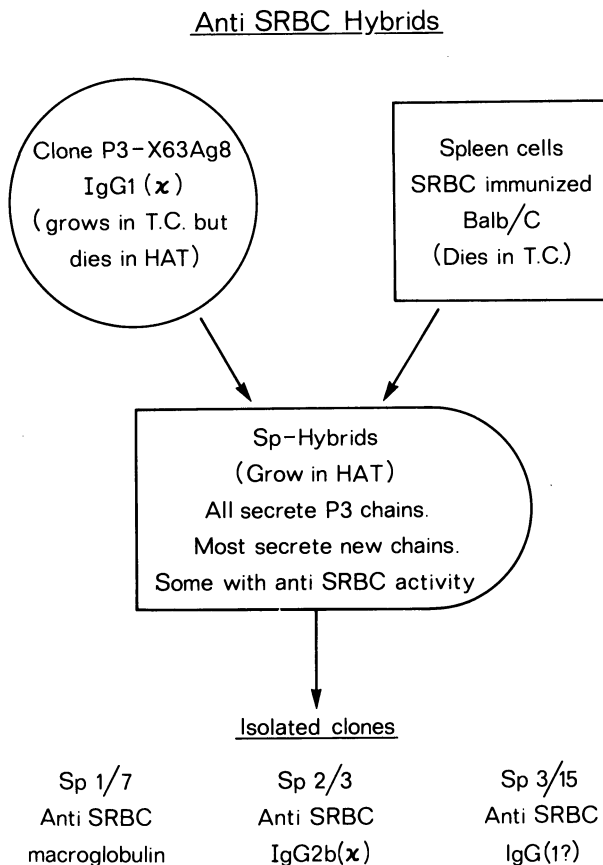 Anti SRBC Hybrids
Clone P3-X63Ag8
IgG1 (ϰ)
(grows in T.C. but
dies in HAT)
Spleen cells
SRBC immunized
Balb/C
(Dies in T.C.)
Sp-Hybrids
(Grow in HAT)
All secrete P3 chains.
Most secrete new chains.
Some with anti SRBC activity
Isolated clones
Sp 1/7
Anti SRBC
macroglobulin
Sp 2/3
Anti SRBC
IgG2b(ϰ)
Sp 3/15
Anti SRBC
IgG(1?)